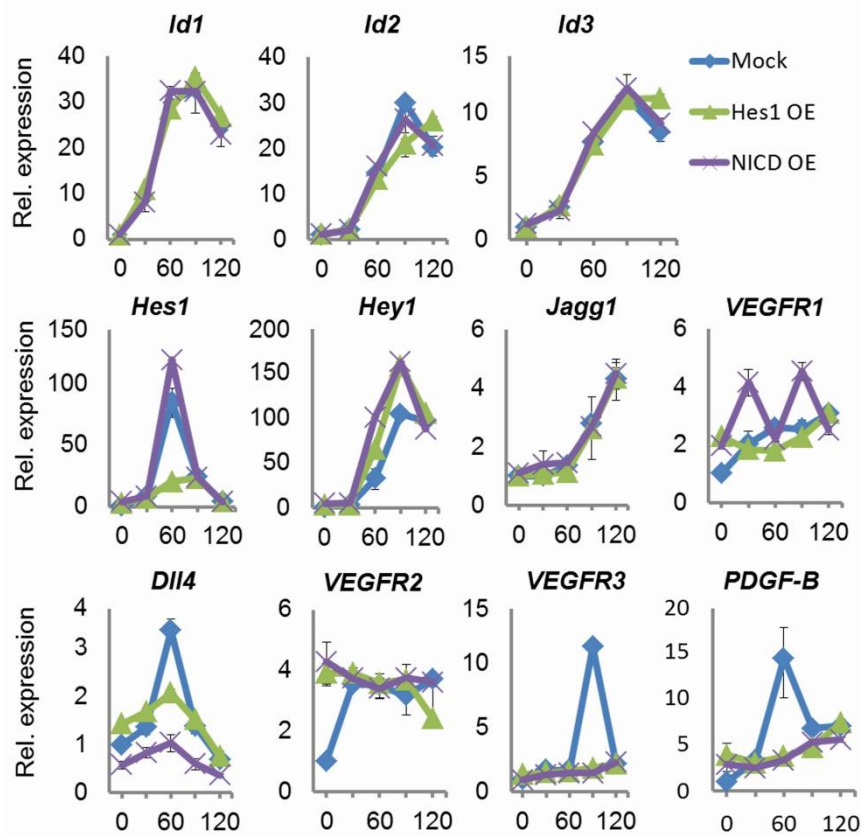 Id1 Id2 Id3
Rel. expression
40 30 20 10 0
0 60 120
40 30 20 10 0
0 60 120
15 10 5 0
0 60 120
Mock
Hes1 OE
NICD OE
Hes1 Hey1 Jagg1 VEGFR1
Rel. expression
150 100 50 0
0 60 120
200 150 100 50 0
0 60 120
6 4 2 0
0 60 120
6 4 2 0
0 60 120
Dll4 VEGFR2 VEGFR3 PDGF-B
Rel. expression
4 3 2 1 0
0 60 120
6 4 2 0
0 60 120
15 10 5 0
0 60 120
20 15 10 5 0
0 60 120